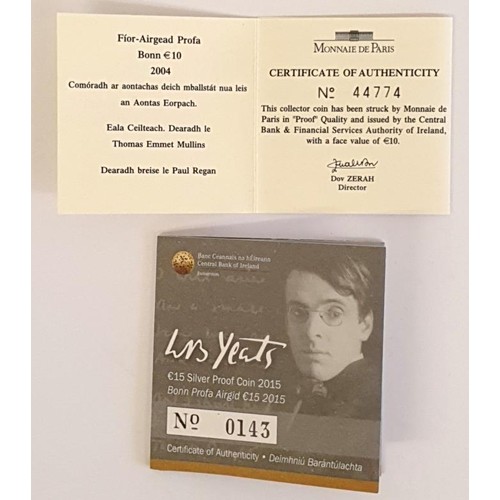 Fíor-Airgead Profa
Bonn €10
2004
Comóradh ar aontachas deich mballstát nua leis
an Aontas Eorpach.
Eala Ceilteach. Dearadh le
Thomas Emmet Mullins
Dearadh breise le Paul Regan
MONNAIE DE PARIS
CERTIFICATE OF AUTHENTICITY
Nº 44774
This collector coin has been struck by Monnaie de
Paris in "Proof" Quality and issued by the Central
Bank & Financial Services Authority of Ireland,
with a face value of €10.
Dov ZERAH
Director
Banc Ceannais na hÉireann
Central Bank of Ireland
Eurosystem
WB Yeats
€15 Silver Proof Coin 2015
Bonn Profa Airgid €15 2015
Nº 0143
Certificate of Authenticity • Deimhniú Barántúlachta